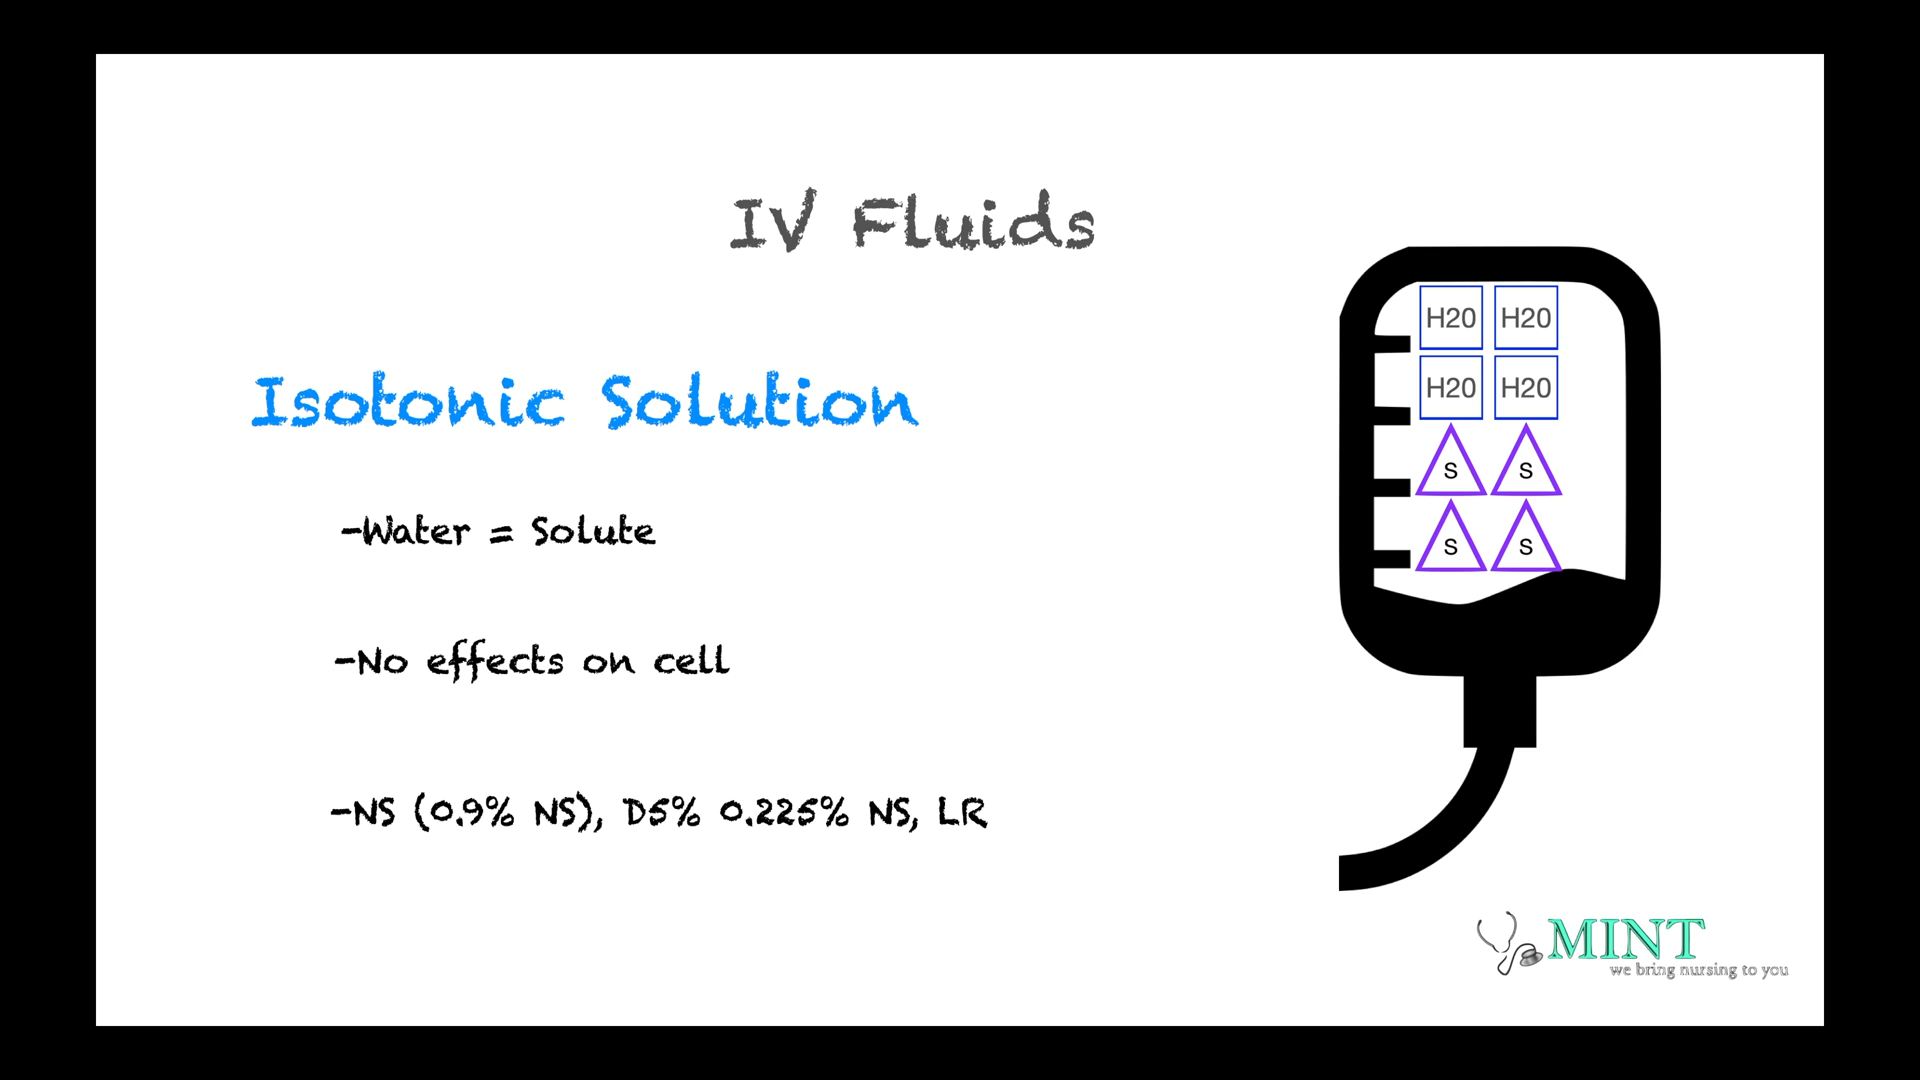 IV Fluids
Isotonic Solution
-Water = Solute
-No effects on cell
-NS (0.9% NS), D5% 0.225% NS, LR
H20 H20
H20 H20
S S
S S
MINT
we bring nursing to you